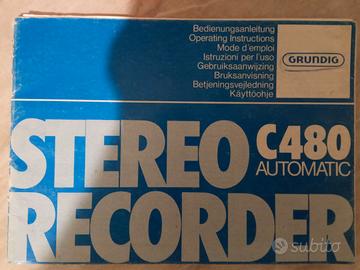 Bedienungsanleitung
Operating Instructions
Mode d'emploi
Istruzioni per l'uso
Gebruiksaanwijzing
Bruksanvisning
Betjeningsvejledning
Käyttöohje
GRUNDIG
STEREO C480
AUTOMATIC
RECORDER
subito